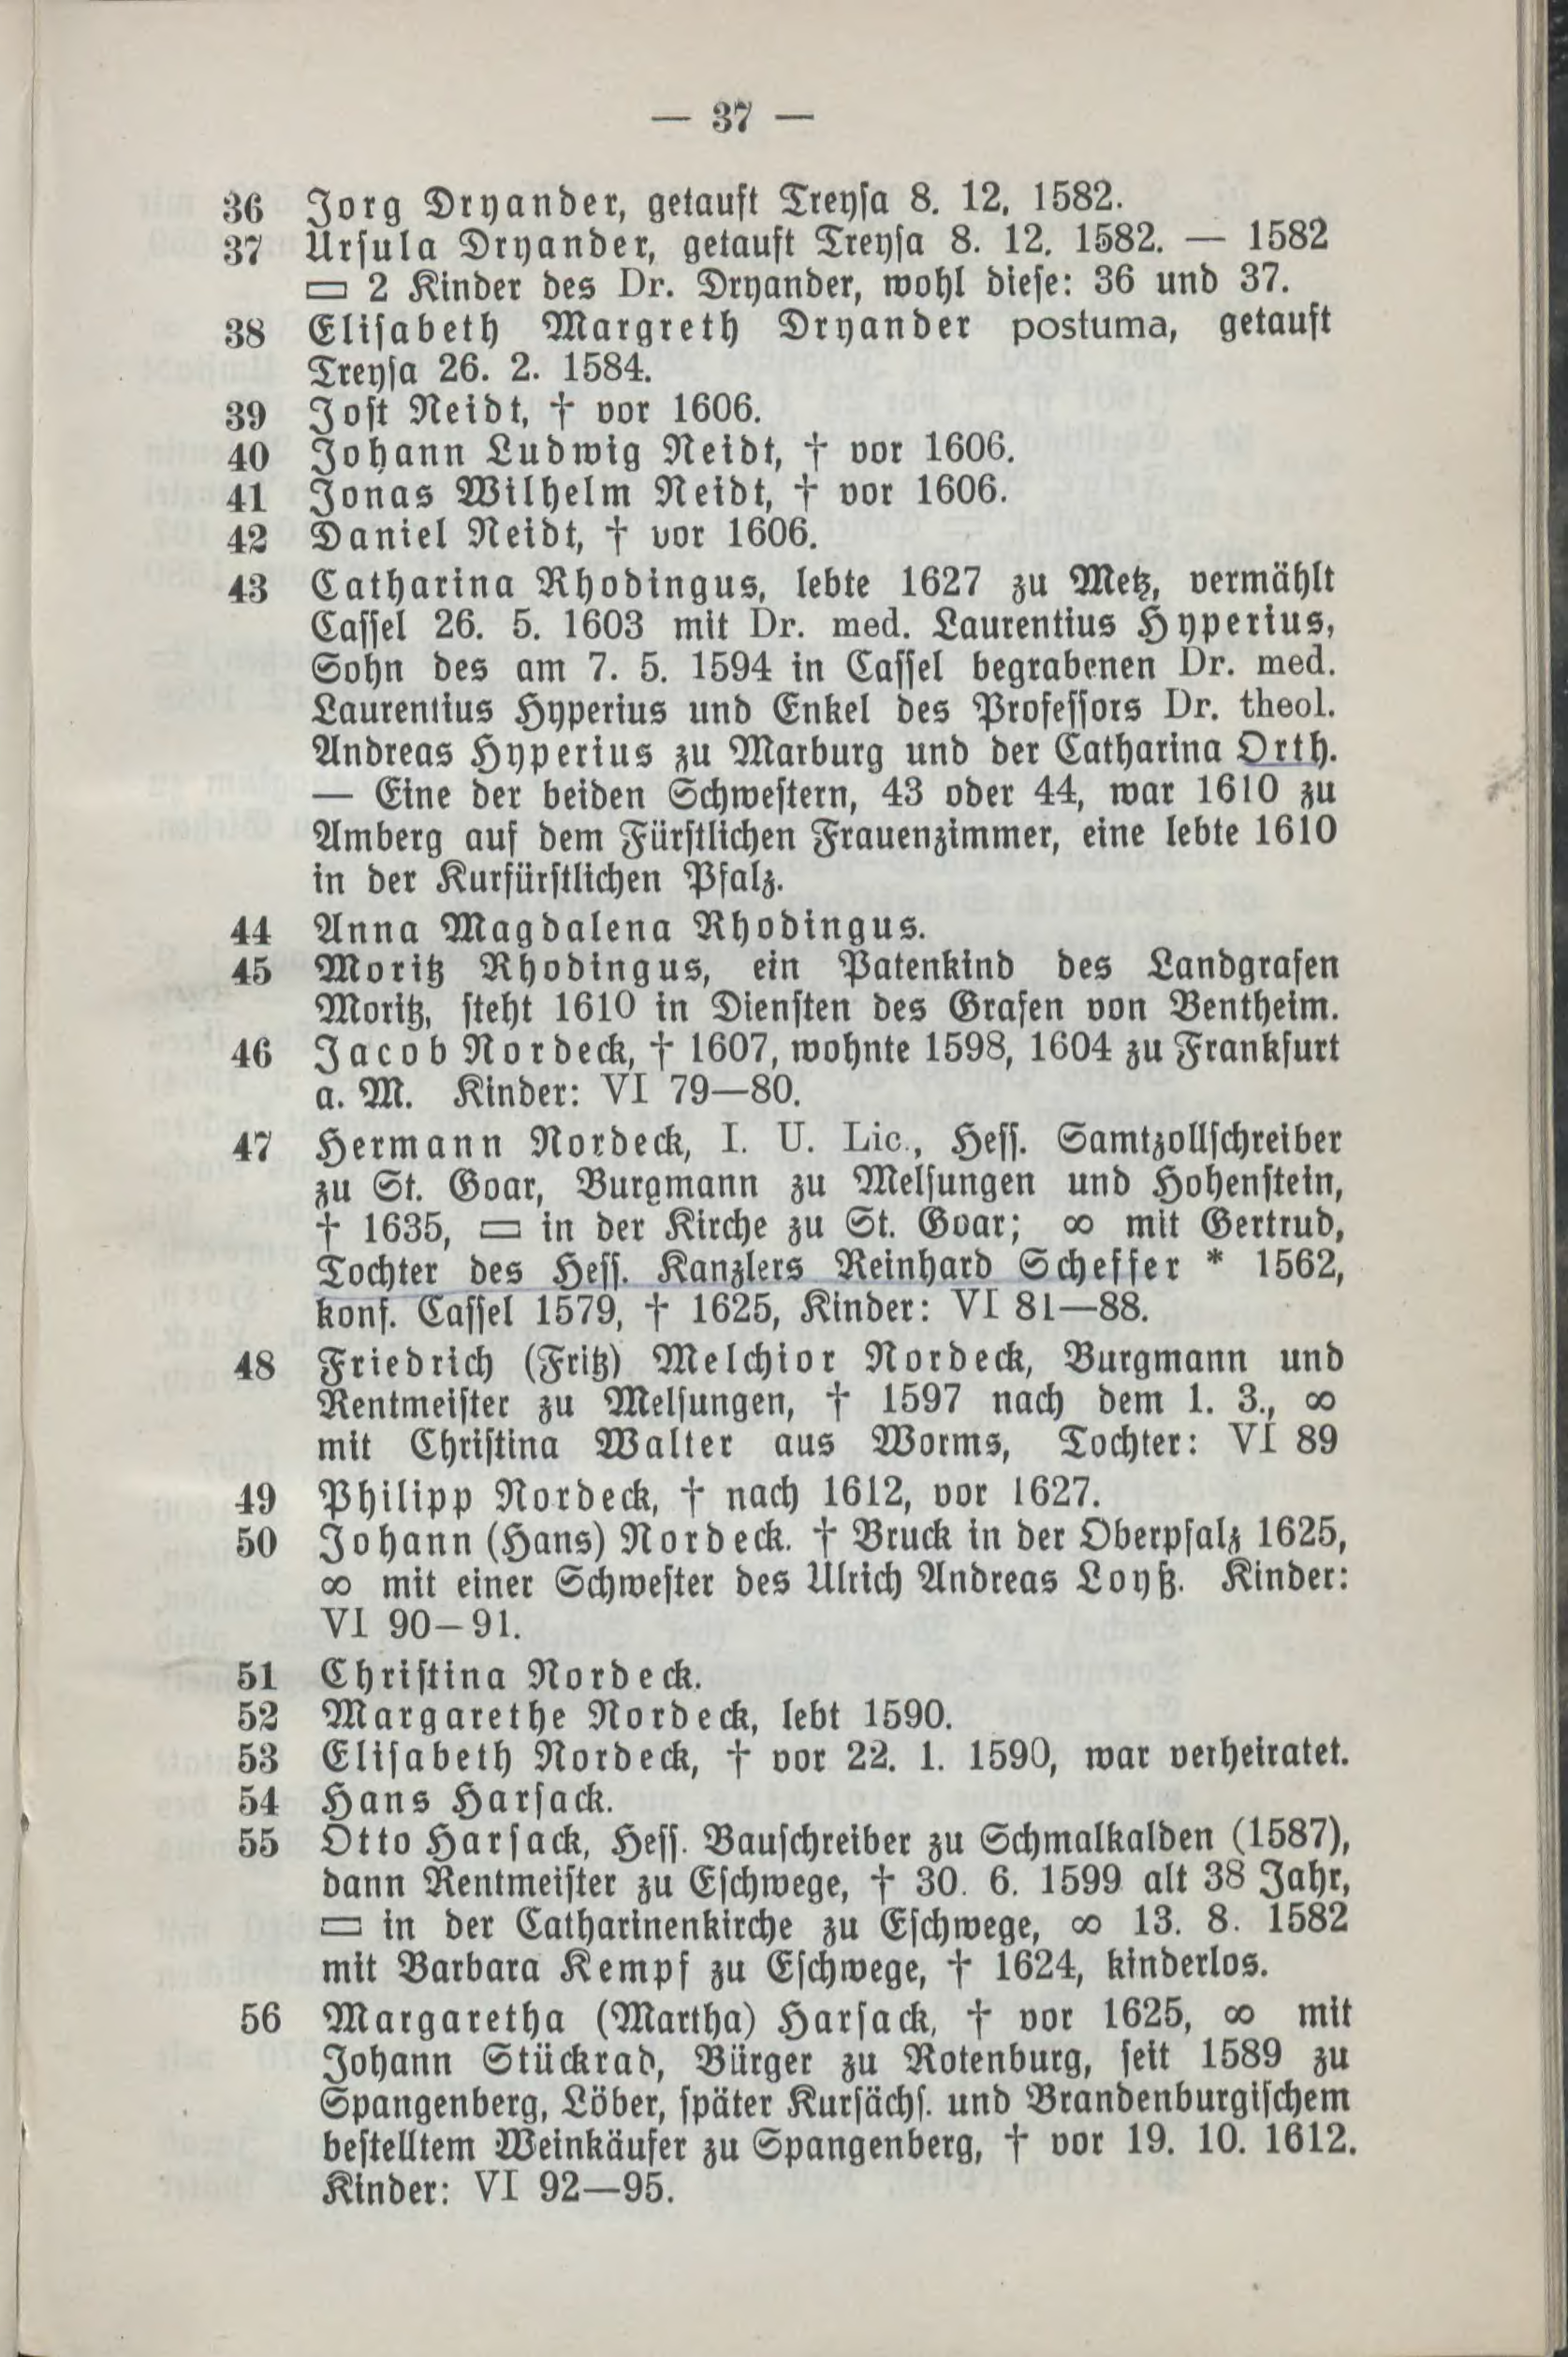 — 37 —
36 Jorg Dryander, getauft Treysa 8. 12. 1582.
37 Ursula Dryander, getauft Treysa 8. 12. 1582. — 1582
▭ 2 Kinder des Dr. Dryander, wohl diese: 36 und 37.
38 Elisabeth Margreth Dryander postuma, getauft
Treysa 26. 2. 1584.
39 Jost Neidt, † vor 1606.
40 Johann Ludwig Neidt, † vor 1606.
41 Jonas Wilhelm Neidt, † vor 1606.
42 Daniel Neidt, † vor 1606.
43 Catharina Rhodingus, lebte 1627 zu Metz, vermählt
Cassel 26. 5. 1603 mit Dr. med. Laurentius Hyperius,
Sohn des am 7. 5. 1594 in Cassel begrabenen Dr. med.
Laurentius Hyperius und Enkel des Professors Dr. theol.
Andreas Hyperius zu Marburg und der Catharina Orth.
— Eine der beiden Schwestern, 43 oder 44, war 1610 zu
Amberg auf dem Fürstlichen Frauenzimmer, eine lebte 1610
in der Kurfürstlichen Pfalz.
44 Anna Magdalena Rhodingus.
45 Moritz Rhodingus, ein Patenkind des Landgrafen
Moritz, steht 1610 in Diensten des Grafen von Bentheim.
46 Jacob Nordeck, † 1607, wohnte 1598, 1604 zu Frankfurt
a. M. Kinder: VI 79—80.
47 Hermann Nordeck, I. U. Lic., Hess. Samtzollschreiber
zu St. Goar, Burgmann zu Melsungen und Hohenstein,
† 1635, ▭ in der Kirche zu St. Goar; ∞ mit Gertrud,
Tochter des Hess. Kanzlers Reinhard Scheffer * 1562,
konf. Cassel 1579, † 1625, Kinder: VI 81—88.
48 Friedrich (Fritz) Melchior Nordeck, Burgmann und
Rentmeister zu Melsungen, † 1597 nach dem 1. 3., ∞
mit Christina Walter aus Worms, Tochter: VI 89
49 Philipp Nordeck, † nach 1612, vor 1627.
50 Johann (Hans) Nordeck. † Bruck in der Oberpfalz 1625,
∞ mit einer Schwester des Ulrich Andreas Loyß. Kinder:
VI 90–91.
51 Christina Nordeck.
52 Margarethe Nordeck, lebt 1590.
53 Elisabeth Nordeck, † vor 22. 1. 1590, war verheiratet.
54 Hans Harsack.
55 Otto Harsack, Hess. Bauschreiber zu Schmalkalden (1587),
dann Rentmeister zu Eschwege, † 30. 6. 1599 alt 38 Jahr,
▭ in der Catharinenkirche zu Eschwege, ∞ 13. 8. 1582
mit Barbara Kempf zu Eschwege, † 1624, kinderlos.
56 Margaretha (Martha) Harsack, † vor 1625, ∞ mit
Johann Stückrad, Bürger zu Rotenburg, seit 1589 zu
Spangenberg, Löber, später Kursächs. und Brandenburgischem
bestelltem Weinkäufer zu Spangenberg, † vor 19. 10. 1612.
Kinder: VI 92—95.